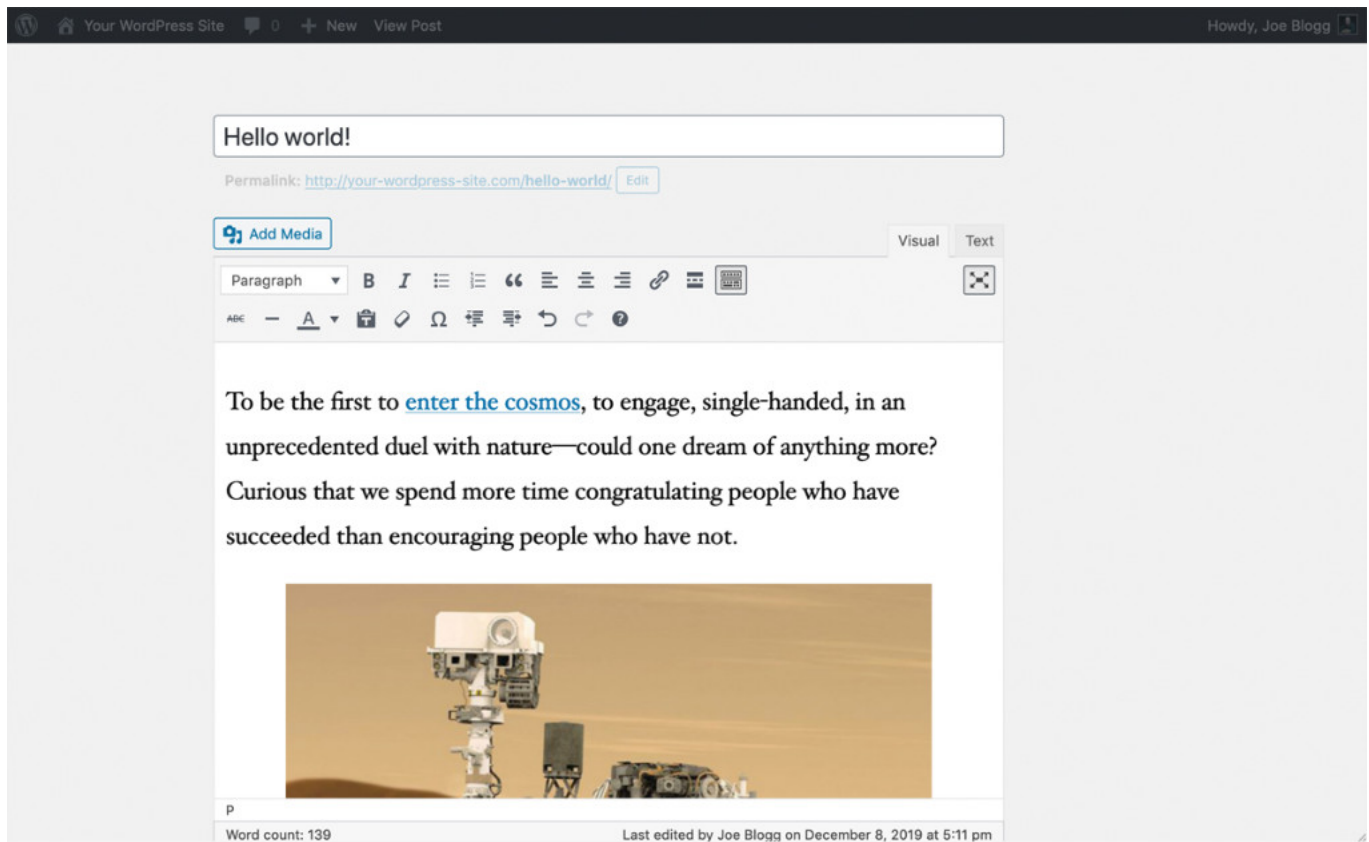 Your WordPress Site 0 New View Post Howdy, Joe Blogg
Hello world!
Permalink: http://your-wordpress-site.com/hello-world/ Edit
Add Media
Visual Text
Paragraph B I
ABC A
To be the first to enter the cosmos, to engage, single-handed, in an
unprecedented duel with nature—could one dream of anything more?
Curious that we spend more time congratulating people who have
succeeded than encouraging people who have not.
p
Word count: 139 Last edited by Joe Blogg on December 8, 2019 at 5:11 pm